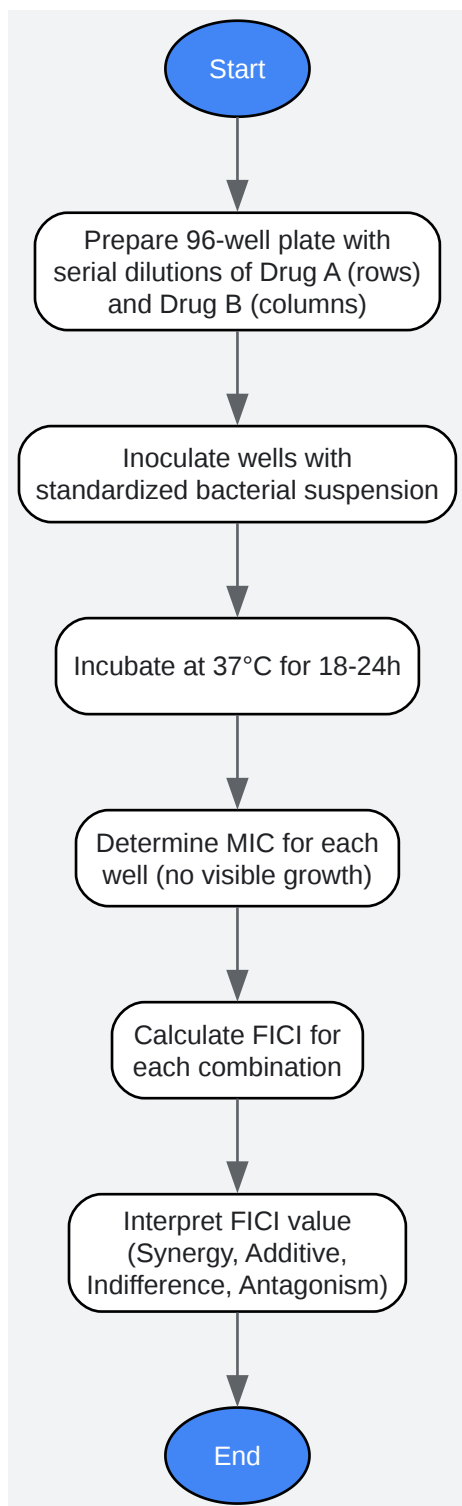 Start
Prepare 96-well plate with
serial dilutions of Drug A (rows)
and Drug B (columns)
Inoculate wells with
standardized bacterial suspension
Incubate at 37°C for 18-24h
Determine MIC for each
well (no visible growth)
Calculate FICI for
each combination
Interpret FICI value
(Synergy, Additive,
Indifference, Antagonism)
End